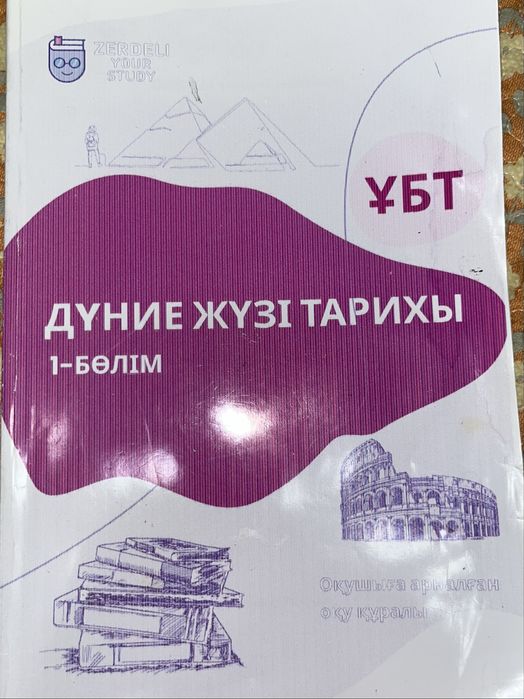 ZERDELI
YOUR
STUDY
ҰБТ
ДҮНИЕ ЖҮЗІ ТАРИХЫ
1-БӨЛІМ
Оқушыға арналған
оқу құралы